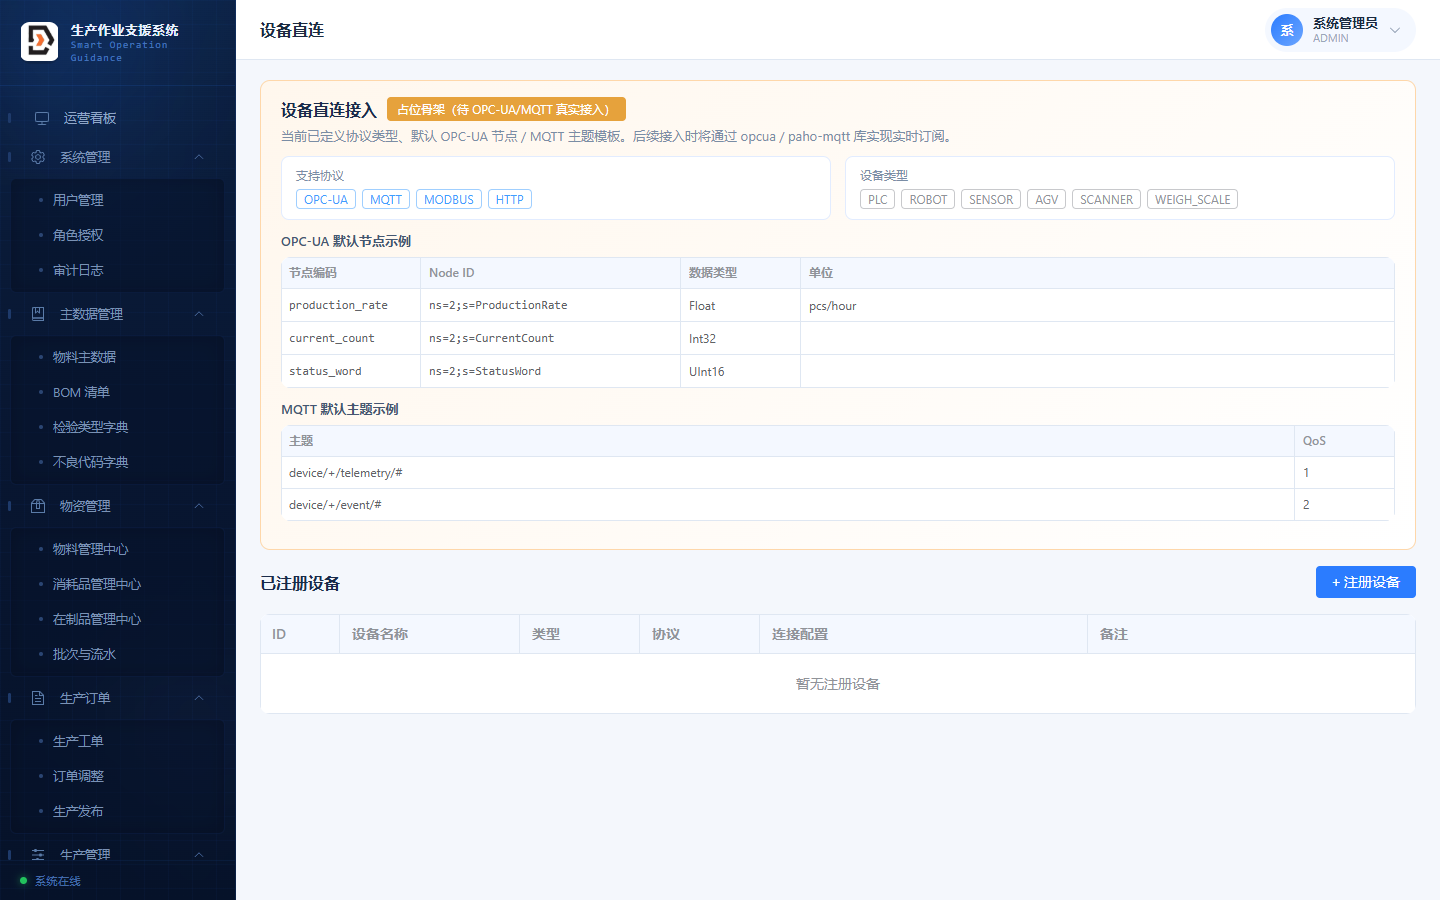 生产作业支援系统
Smart Operation
Guidance
运营看板
系统管理
用户管理
角色授权
审计日志
主数据管理
物料主数据
BOM 清单
检验类型字典
不良代码字典
物资管理
物料管理中心
消耗品管理中心
在制品管理中心
批次与流水
生产订单
生产工单
订单调整
生产发布
生产管理
系统在线
设备直连
系
系统管理员
ADMIN
设备直连接入
占位骨架（待 OPC-UA/MQTT 真实接入）
当前已定义协议类型、默认 OPC-UA 节点 / MQTT 主题模板。后续接入时将通过 opcua / paho-mqtt 库实现实时订阅。
支持协议
OPC-UA MQTT MODBUS HTTP
设备类型
PLC ROBOT SENSOR AGV SCANNER WEIGH_SCALE
OPC-UA 默认节点示例
节点编码 Node ID 数据类型 单位
production_rate ns=2;s=ProductionRate Float pcs/hour
current_count ns=2;s=CurrentCount Int32
status_word ns=2;s=StatusWord UInt16
MQTT 默认主题示例
主题 QoS
device/+/telemetry/# 1
device/+/event/# 2
已注册设备
+ 注册设备
ID 设备名称 类型 协议 连接配置 备注
暂无注册设备